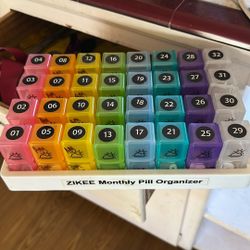 04 08 12 16 20 24 28 32
03 07 11 15 19 23 27 31
02 06 10 14 18 22 26 30
01 05 09 13 17 21 25 29
ZIKEE Monthly Pill Organizer